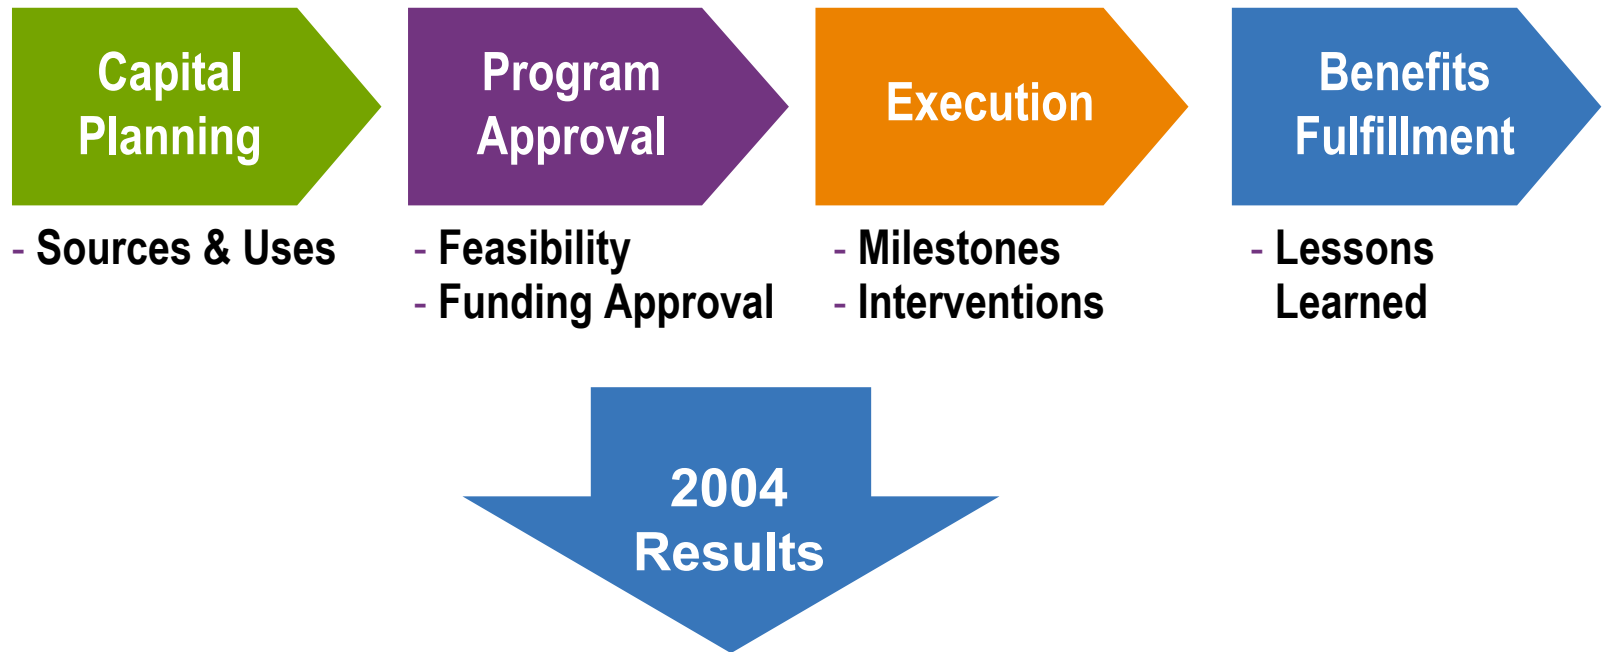 Capital
Planning
Program
Approval
Execution
Benefits
Fulfillment
- Sources & Uses
- Feasibility
- Funding Approval
- Milestones
- Interventions
- Lessons
Learned
2004
Results